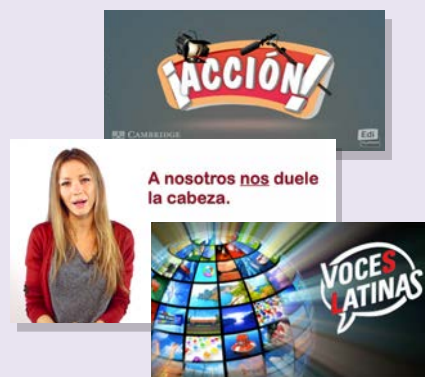 ¡ACCIÓN!
CAMBRIDGE
Edi
A nosotros nos duele
la cabeza.
VOCES
LATINAS